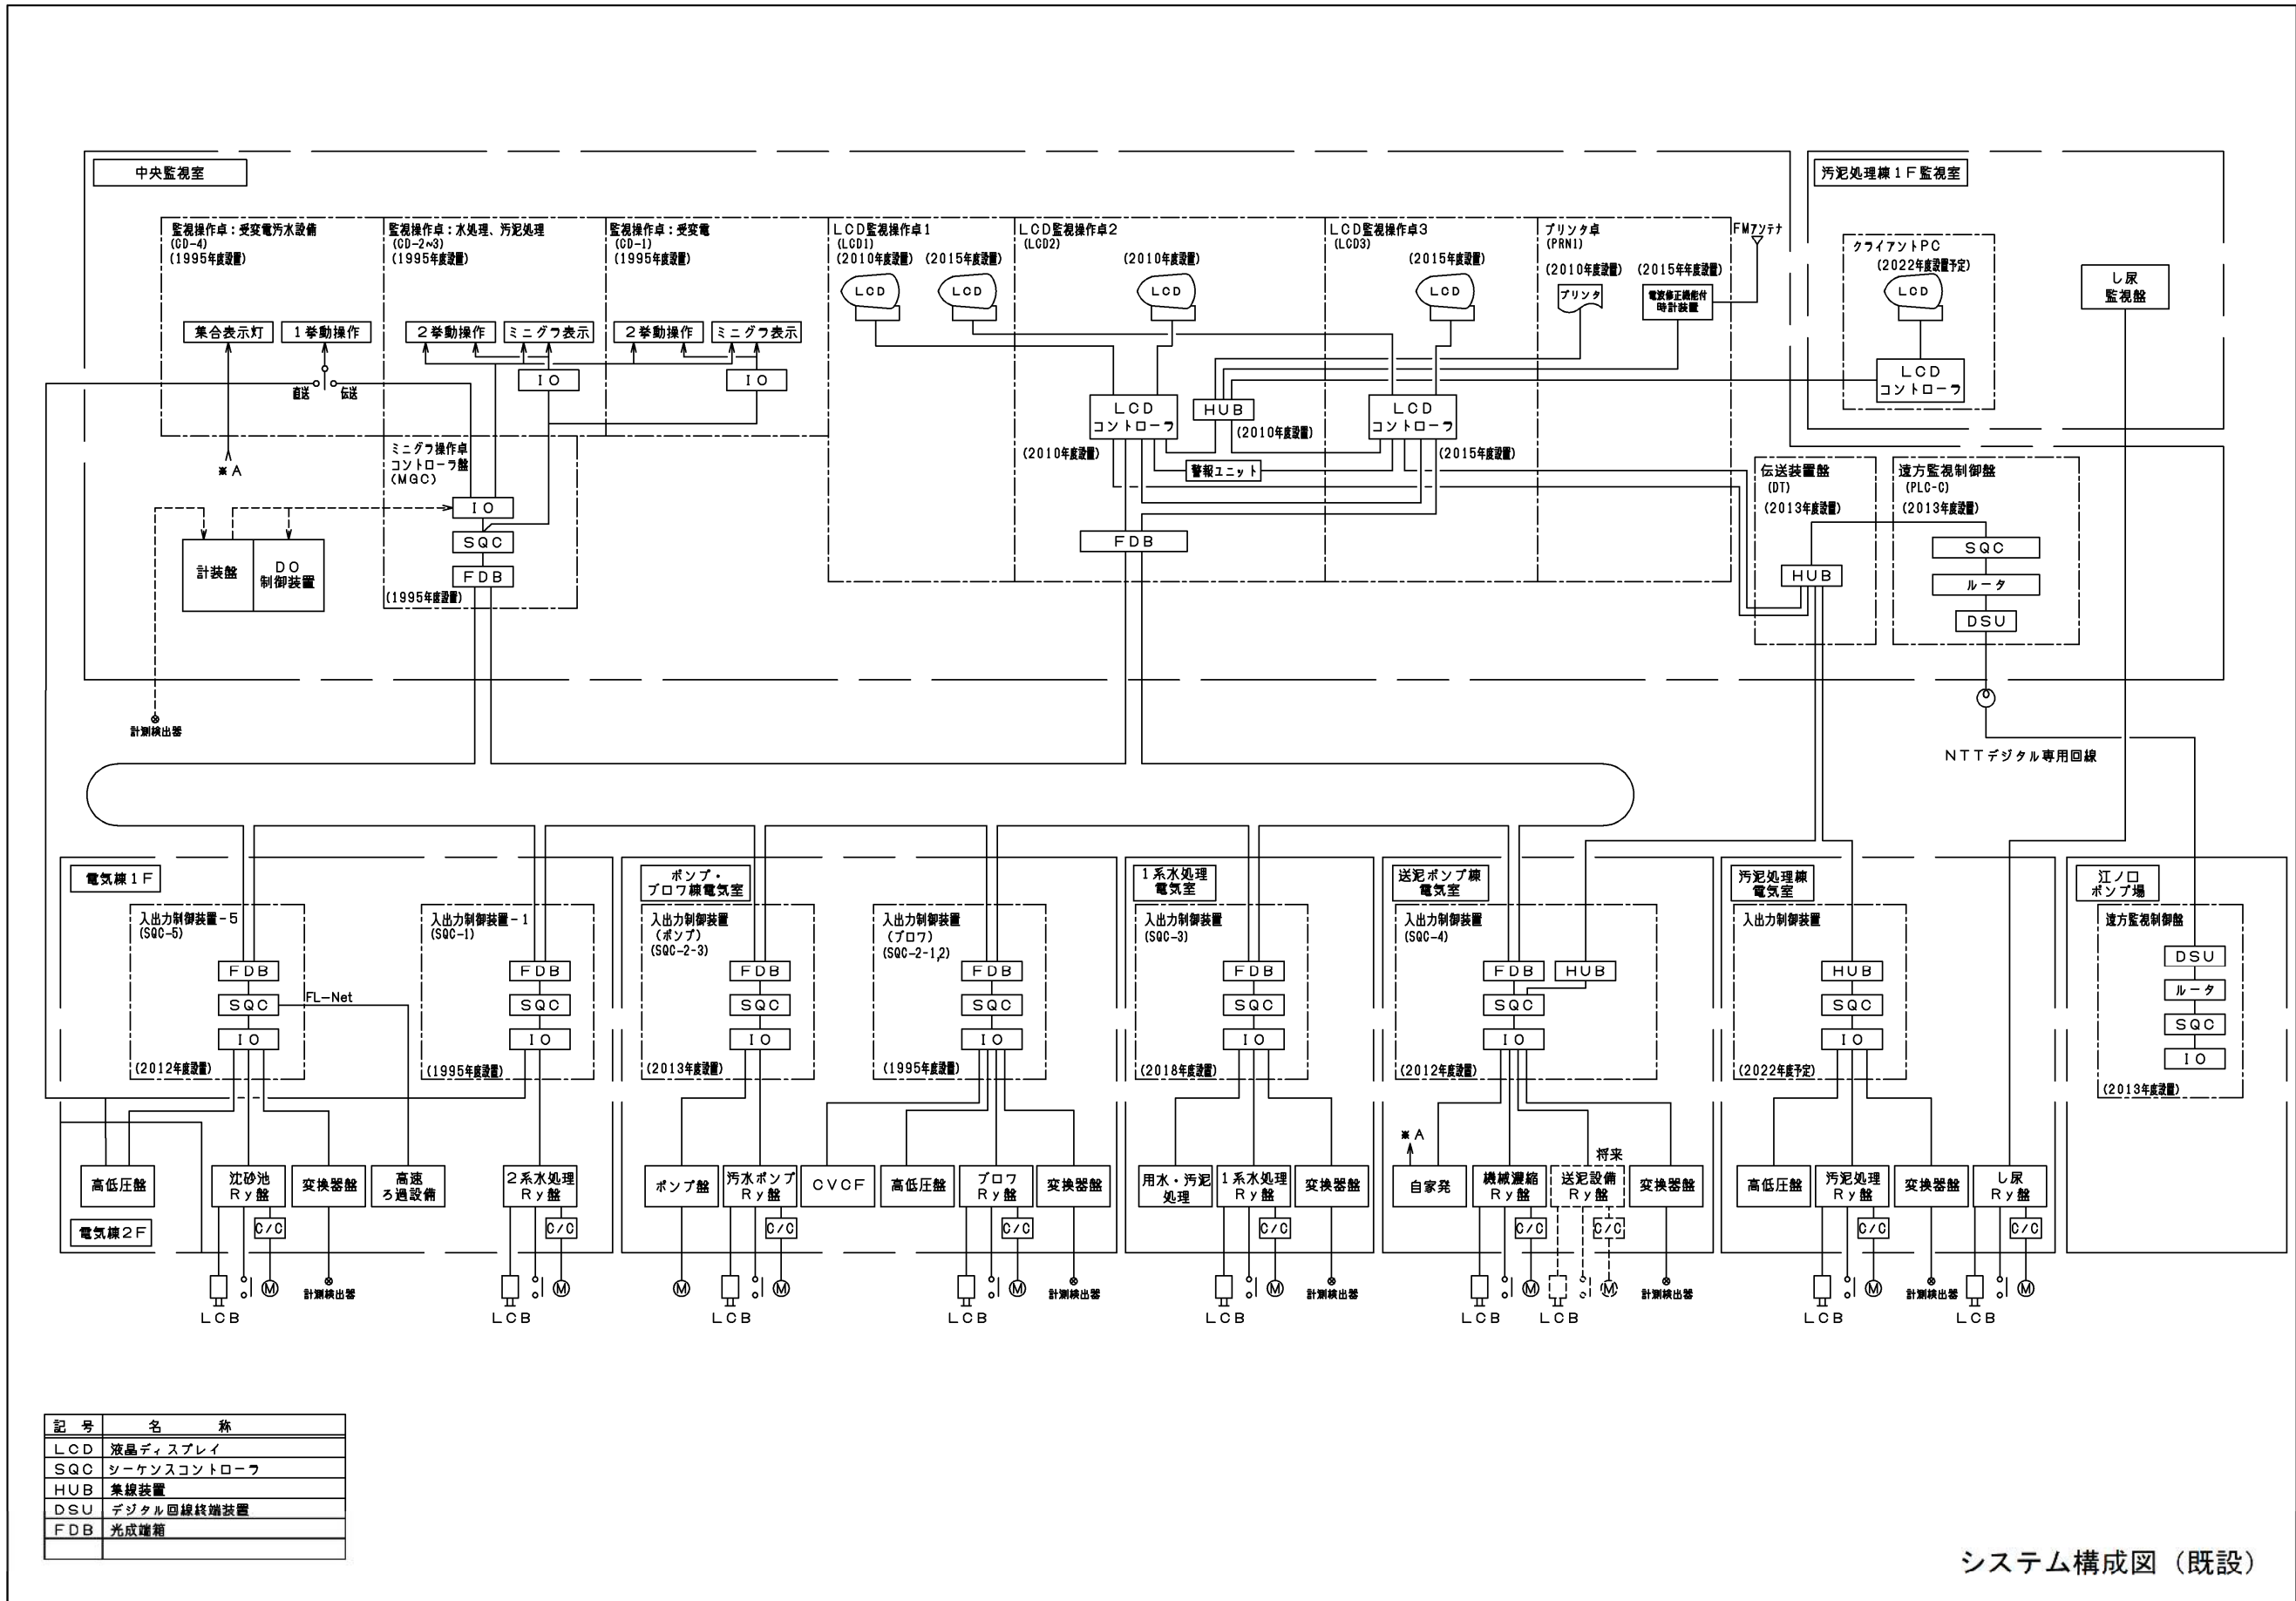 中央監視室
汚泥処理棟1F監視室
監視操作卓：受変電汚水設備
(CD-4)
(1995年度設置)
監視操作卓：水処理、汚泥処理
(CD-2~3)
(1995年度設置)
監視操作卓：受変電
(CD-1)
(1995年度設置)
LCD監視操作卓1
(LCD1)
(2010年度設置) (2015年度設置)
LCD LCD
LCD監視操作卓2
(LCD2)
(2010年度設置)
LCD
LCD監視操作卓3
(LCD3)
(2015年度設置)
LCD
プリンタ卓
(PRN1)
(2010年度設置) (2015年年度設置)
プリンタ
電波修正機能付
時計装置
FMアンテナ
クライアントPC
(2022年度設置予定)
LCD
LCD
コントローラ
し尿
監視盤
集合表示灯 1挙動操作 2挙動操作 ミニグラ表示 2挙動操作 ミニグラ表示
直送 伝送
IO IO
※A
ミニグラ操作卓
コントローラ盤
(MGC)
IO
SQC
FDB
(1995年度設置)
計装盤
DO
制御装置
計測検出器
LCD
コントローラ
(2010年度設置)
HUB
(2010年度設置)
LCD
コントローラ
(2015年度設置)
警報ユニット
FDB
伝送装置盤
(DT)
(2013年度設置)
HUB
遠方監視制御盤
(PLC-C)
(2013年度設置)
SQC
ルータ
DSU
NTTデジタル専用回線
電気棟1F
入出力制御装置-5
(SQC-5)
FDB
SQC
IO
(2012年度設置)
FL-Net
入出力制御装置-1
(SQC-1)
FDB
SQC
IO
(1995年度設置)
高低圧盤
沈砂池
Ry盤
変換器盤
高速
ろ過設備
2系水処理
Ry盤
電気棟2F
C/C C/C
M M
計測検出器
LCB LCB
ポンプ・
ブロワ棟電気室
入出力制御装置
(ポンプ)
(SQC-2-3)
FDB
SQC
IO
(2013年度設置)
入出力制御装置
(ブロワ)
(SQC-2-1,2)
FDB
SQC
IO
(1995年度設置)
ポンプ盤
汚水ポンプ
Ry盤
CVCF
高低圧盤
ブロワ
Ry盤
変換器盤
C/C C/C
M M M
計測検出器
LCB LCB
1系水処理
電気室
入出力制御装置
(SQC-3)
FDB
SQC
IO
(2018年度設置)
用水・汚泥
処理
1系水処理
Ry盤
変換器盤
C/C
M
計測検出器
LCB
送泥ポンプ棟
電気室
入出力制御装置
(SQC-4)
FDB HUB
SQC
IO
(2012年度設置)
※A
自家発
機械濃縮
Ry盤
将来
送泥設備
Ry盤
変換器盤
C/C C/C
M M
計測検出器
LCB LCB
汚泥処理棟
電気室
入出力制御装置
HUB
SQC
IO
(2022年度予定)
高低圧盤
汚泥処理
Ry盤
変換器盤
し尿
Ry盤
C/C C/C
M M
計測検出器
LCB LCB
江ノ口
ポンプ場
遠方監視制御盤
DSU
ルータ
SQC
IO
(2013年度設置)
記号 名称
LCD 液晶ディスプレイ
SQC シーケンスコントローラ
HUB 集線装置
DSU デジタル回線終端装置
FDB 光成端箱
システム構成図（既設）